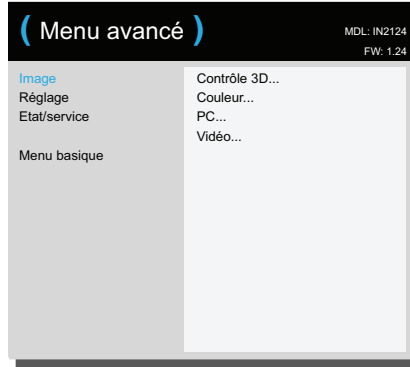 ( Menu avancé )
MDL: IN2124
FW: 1.24
Image
Réglage
Etat/service
Menu basique
Contrôle 3D...
Couleur...
PC...
Vidéo...